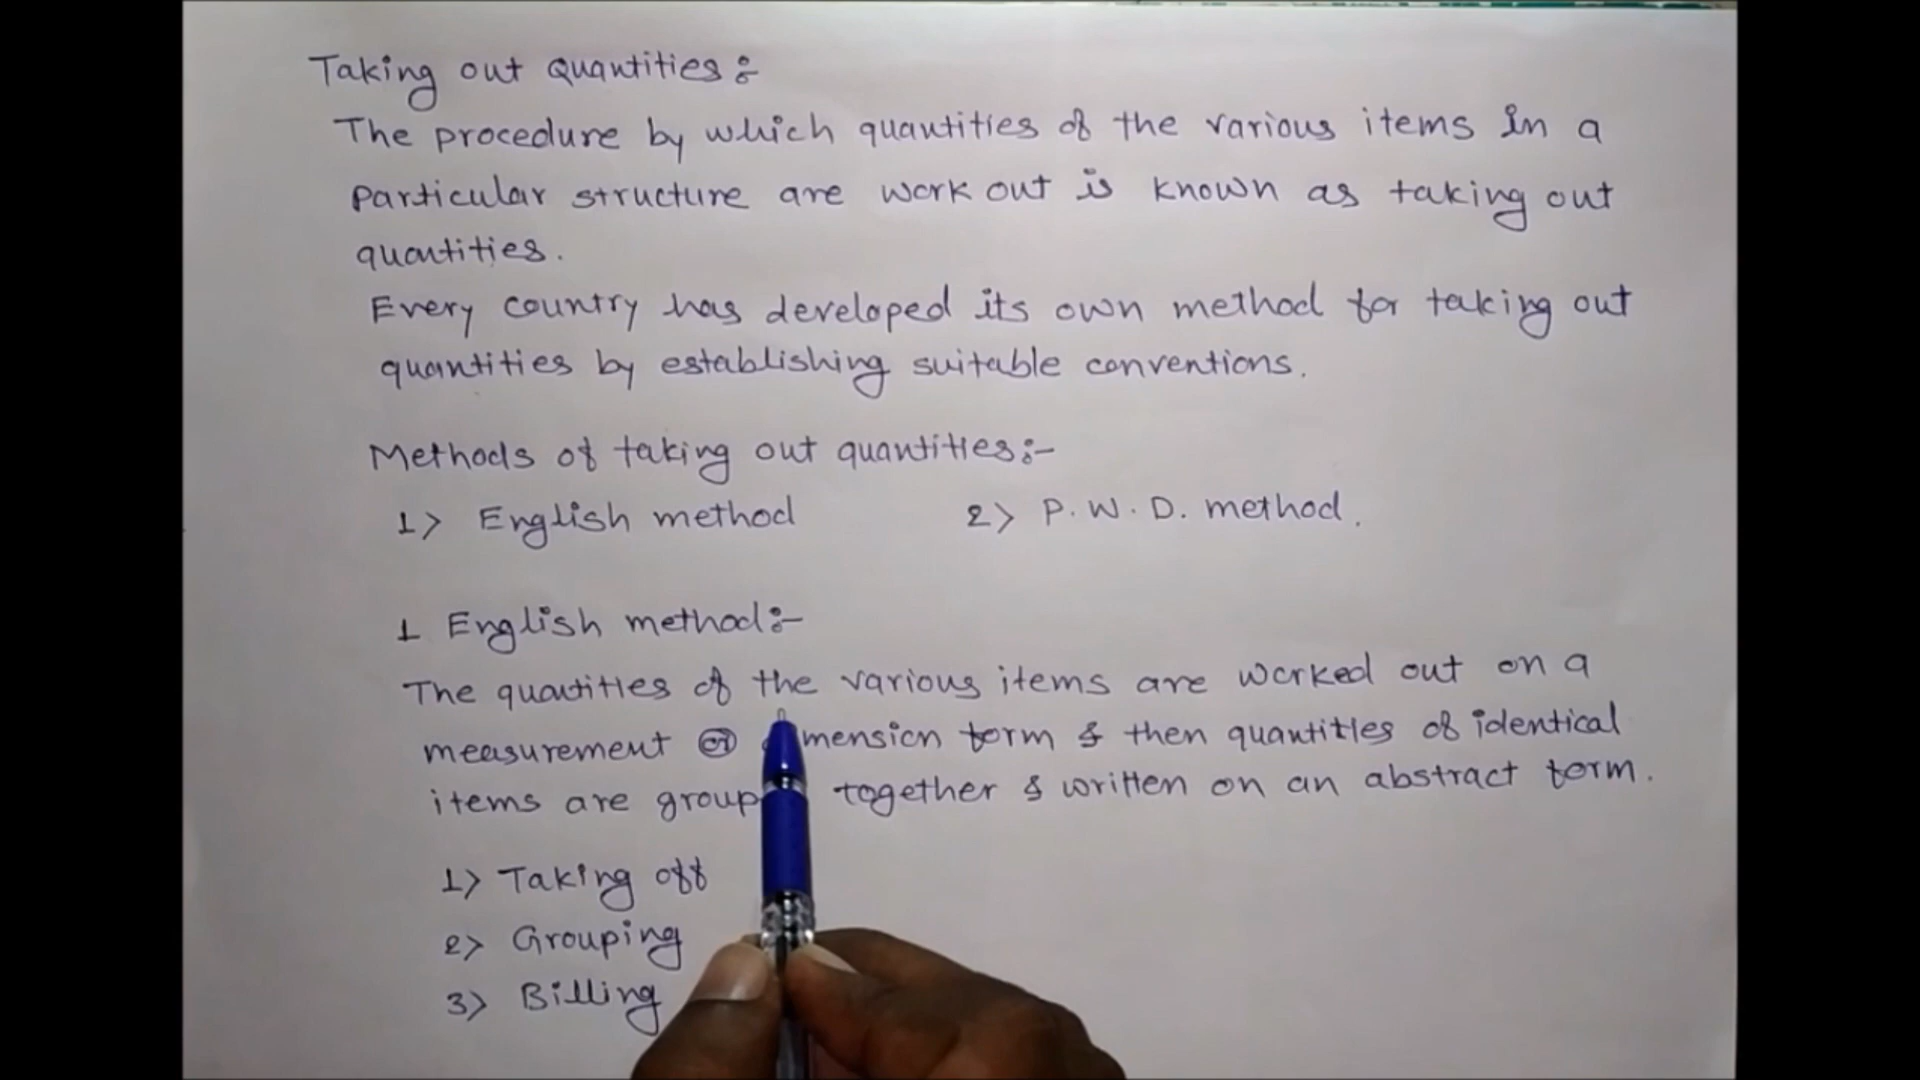 Taking out Quantities:-
The procedure by which quantities of the various items in a
particular structure are work out is known as taking out
quantities.
Every country has developed its own method for taking out
quantities by establishing suitable conventions.
Methods of taking out quantities:-
1) English method 2) P.W.D. method.
1 English method:-
The quantities of the various items are worked out on a
measurement or mension form & then quantities of identical
items are group together & written on an abstract form.
1) Taking off
2) Grouping
3) Billing